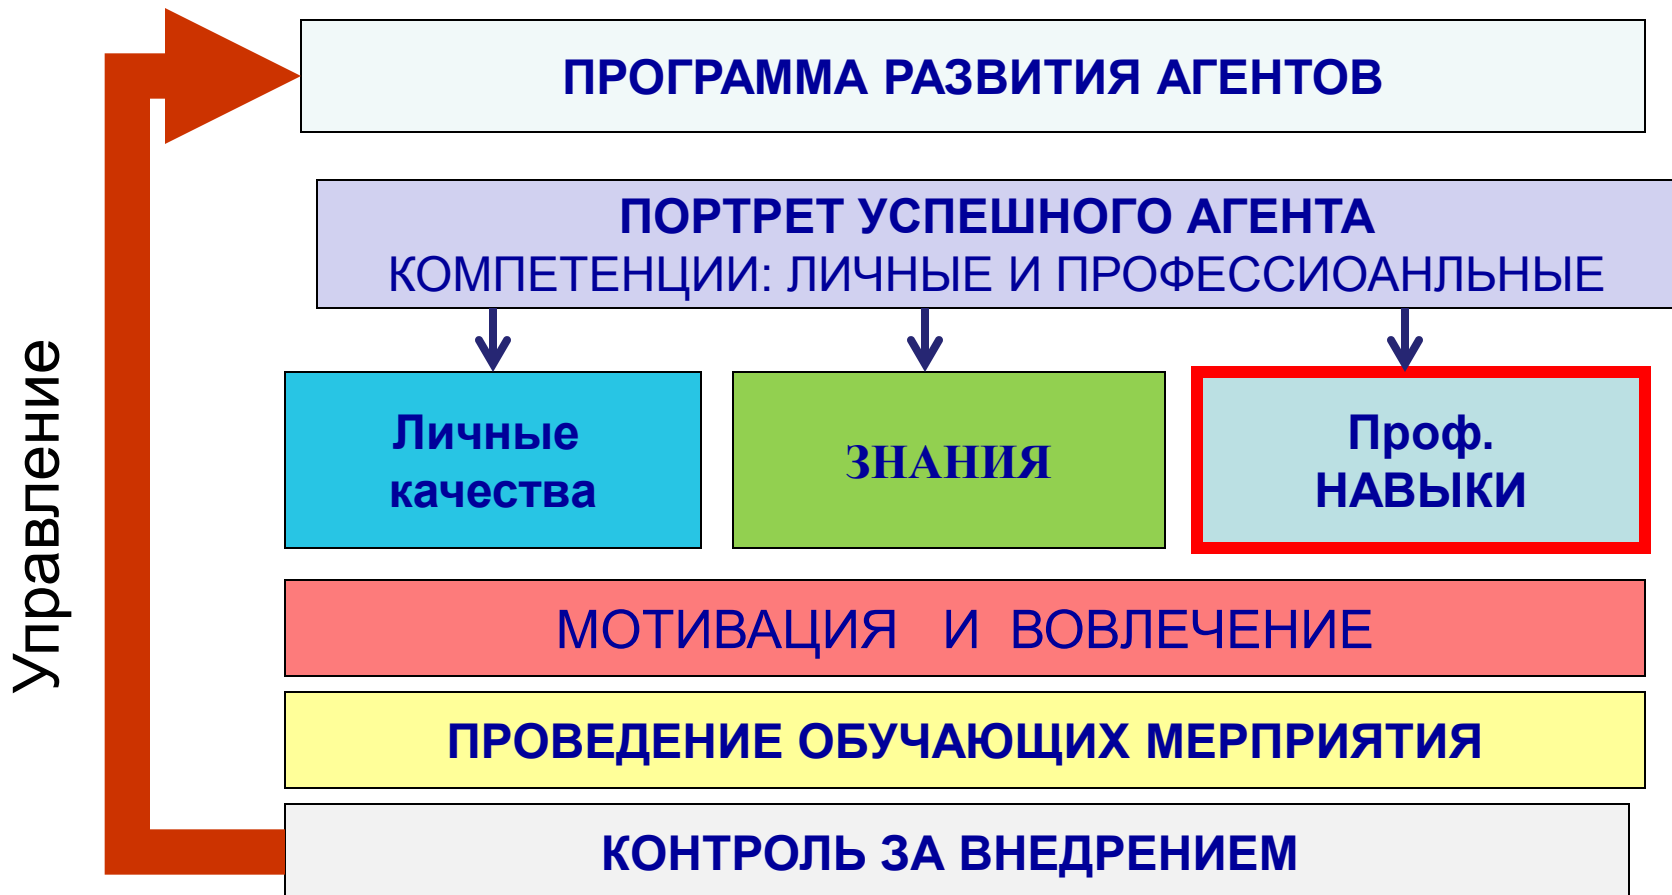 ПРОГРАММА РАЗВИТИЯ АГЕНТОВ
ПОРТРЕТ УСПЕШНОГО АГЕНТА
КОМПЕТЕНЦИИ: ЛИЧНЫЕ И ПРОФЕССИОАНЛЬНЫЕ
Личные
качества
ЗНАНИЯ
Проф.
НАВЫКИ
МОТИВАЦИЯ И ВОВЛЕЧЕНИЕ
ПРОВЕДЕНИЕ ОБУЧАЮЩИХ МЕРПРИЯТИЯ
КОНТРОЛЬ ЗА ВНЕДРЕНИЕМ
Управление